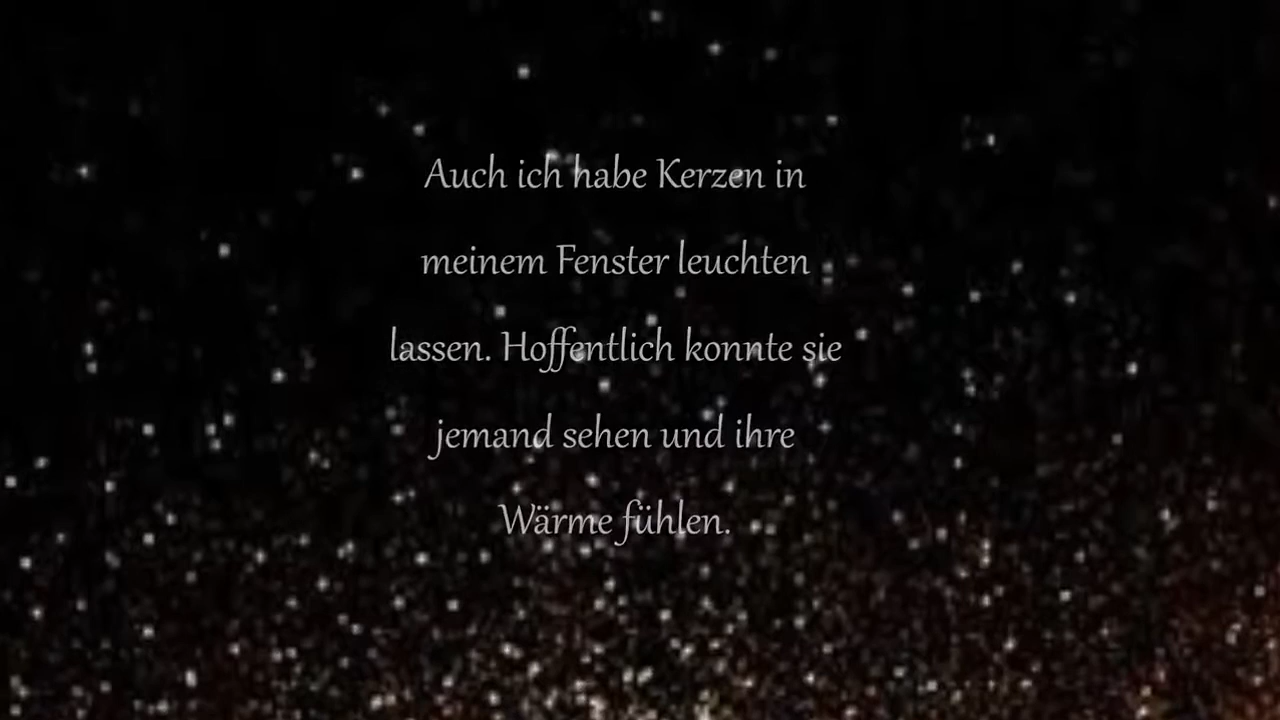 Auch ich habe Kerzen in
meinem Fenster leuchten
lassen. Hoffentlich konnte sie
jemand sehen und ihre
Wärme fühlen.